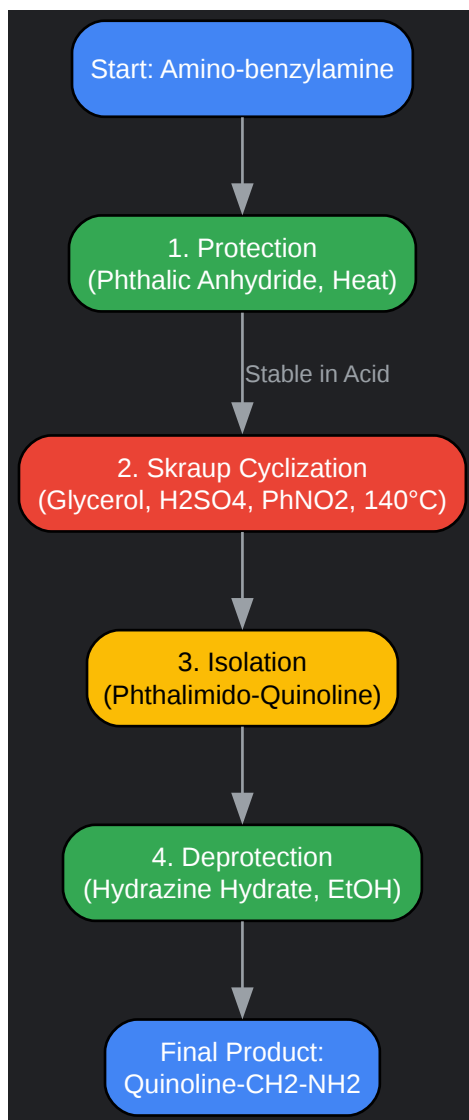 Start: Amino-benzylamine
1. Protection
(Phthalic Anhydride, Heat)
Stable in Acid
2. Skraup Cyclization
(Glycerol, H2SO4, PhNO2, 140°C)
3. Isolation
(Phthalimido-Quinoline)
4. Deprotection
(Hydrazine Hydrate, EtOH)
Final Product:
Quinoline-CH2-NH2